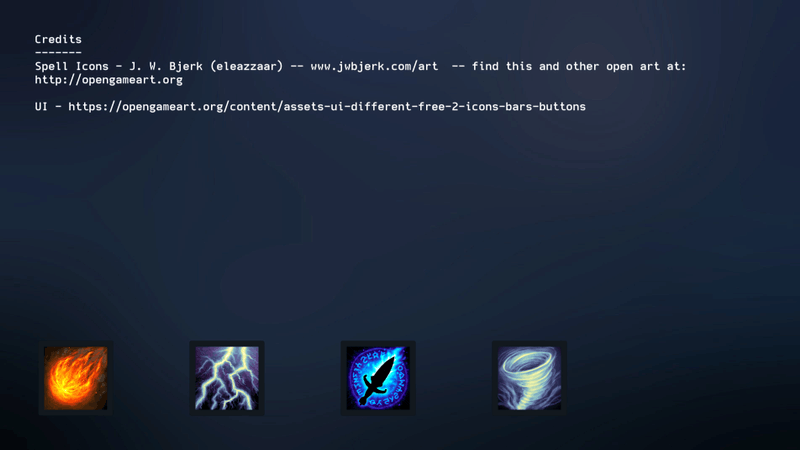 Credits
-------
Spell Icons - J. W. Bjerk (eleazzaar) -- www.jwbjerk.com/art  -- find this and other open art at:
http://opengameart.org
UI - https://opengameart.org/content/assets-ui-different-free-2-icons-bars-buttons